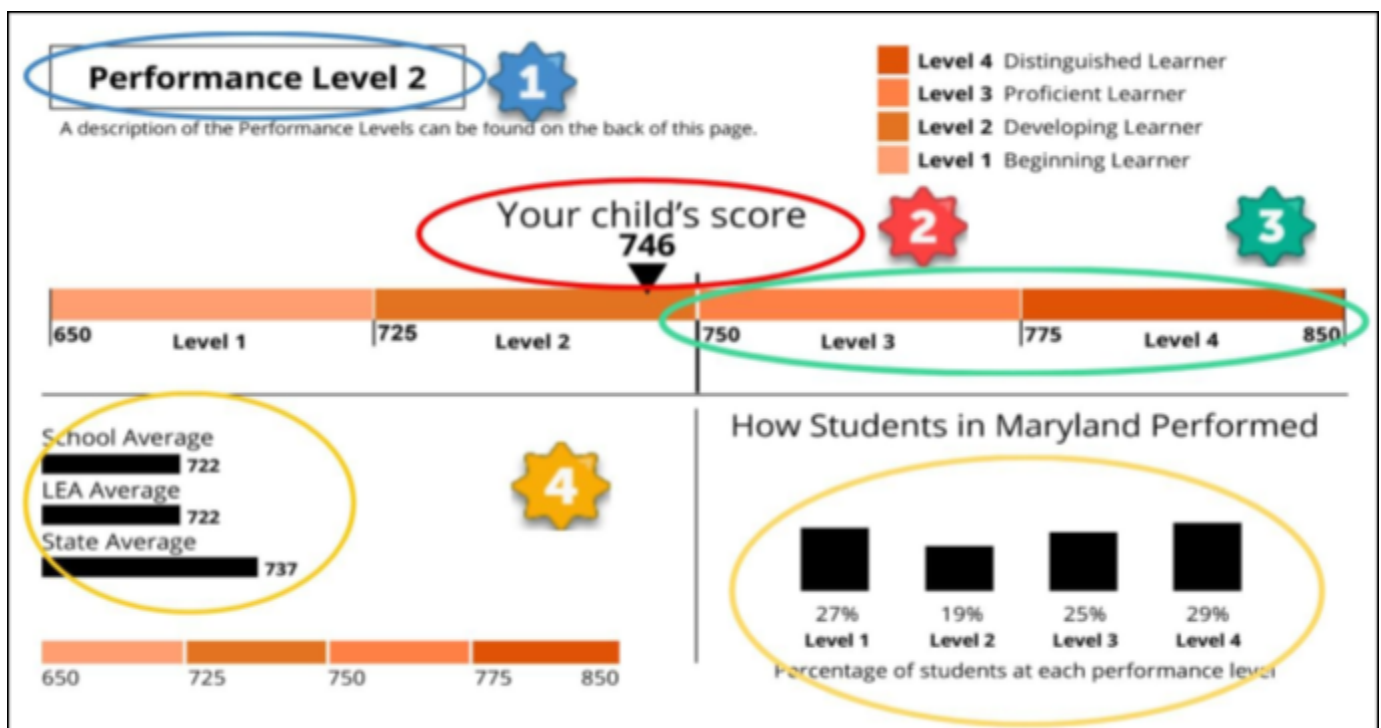 Performance Level 2
1
A description of the Performance Levels can be found on the back of this page.
Level 4 Distinguished Learner
Level 3 Proficient Learner
Level 2 Developing Learner
Level 1 Beginning Learner
Your child's score
746
2
3
650 Level 1 725 Level 2 750 Level 3 775 Level 4 850
School Average
722
LEA Average
722
State Average
737
4
650 725 750 775 850
How Students in Maryland Performed
27% 19% 25% 29%
Level 1 Level 2 Level 3 Level 4
Percentage of students at each performance level